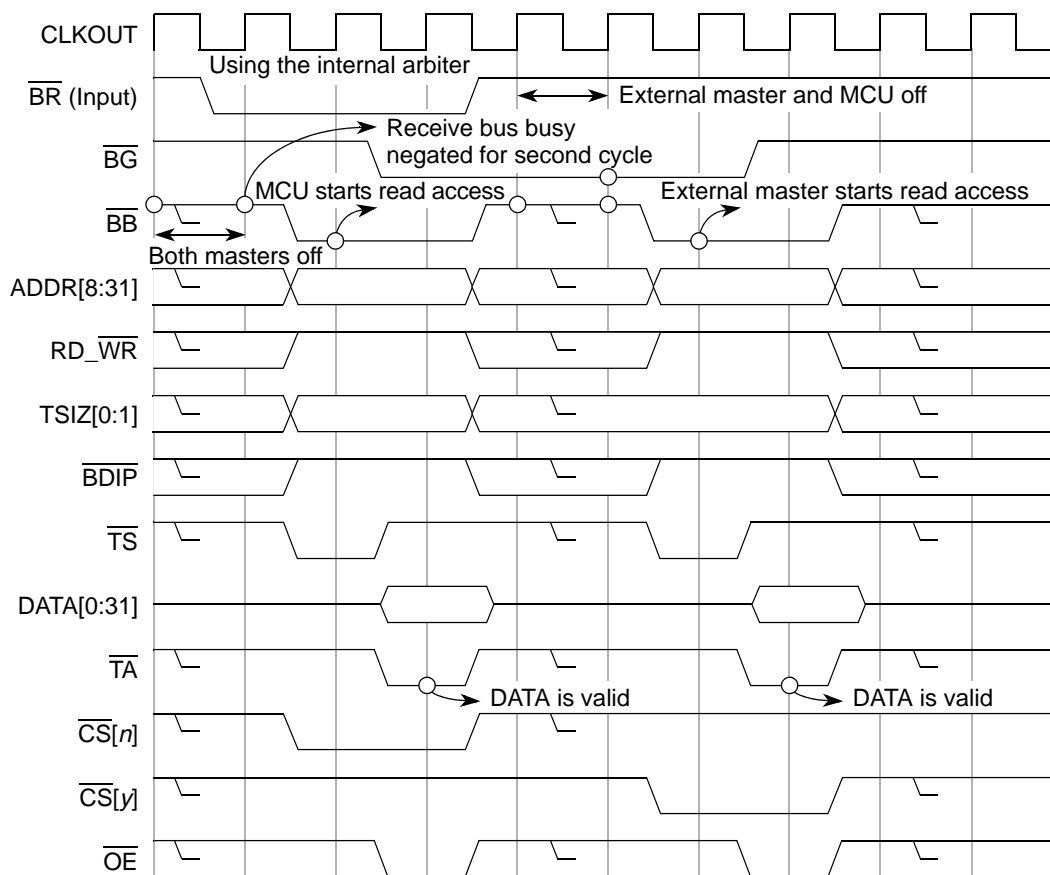 CLKOUT
Using the internal arbiter
BR (Input)
External master and MCU off
Receive bus busy
negated for second cycle
BG
MCU starts read access
External master starts read access
BB
Both masters off
ADDR[8:31]
RD_WR
TSIZ[0:1]
BDIP
TS
DATA[0:31]
TA
DATA is valid
DATA is valid
CS[n]
CS[y]
OE